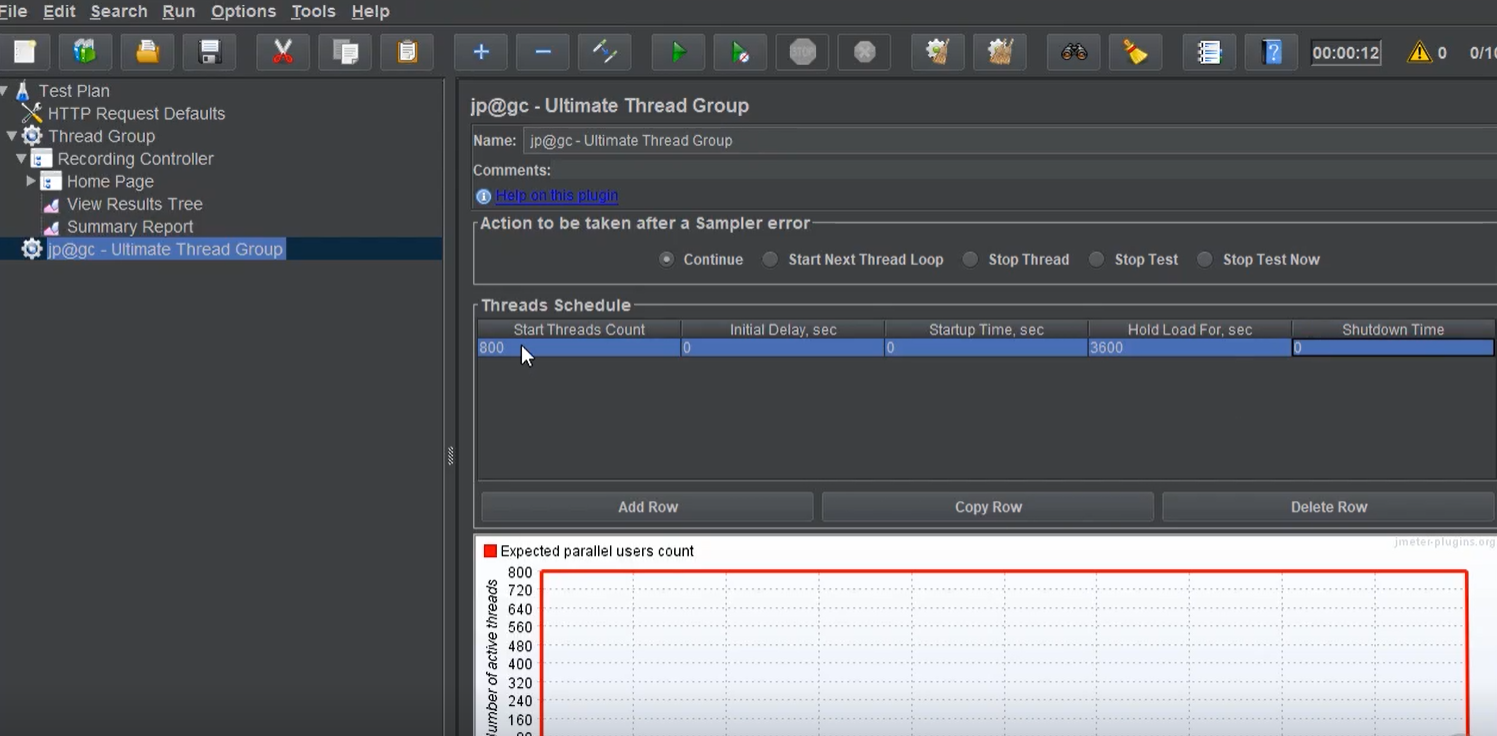 File Edit Search Run Options Tools Help
STOP
00:00:12 0 0/10
Test Plan
HTTP Request Defaults
Thread Group
Recording Controller
Home Page
View Results Tree
Summary Report
jp@gc - Ultimate Thread Group
jp@gc - Ultimate Thread Group
Name: jp@gc - Ultimate Thread Group
Comments:
Help on this plugin
Action to be taken after a Sampler error
Continue Start Next Thread Loop Stop Thread Stop Test Stop Test Now
Threads Schedule
Start Threads Count Initial Delay, sec Startup Time, sec Hold Load For, sec Shutdown Time
800 0 0 3600 0
Add Row Copy Row Delete Row
jmeter-plugins.org
Expected parallel users count
Number of active threads
800
720
640
560
480
400
320
240
160